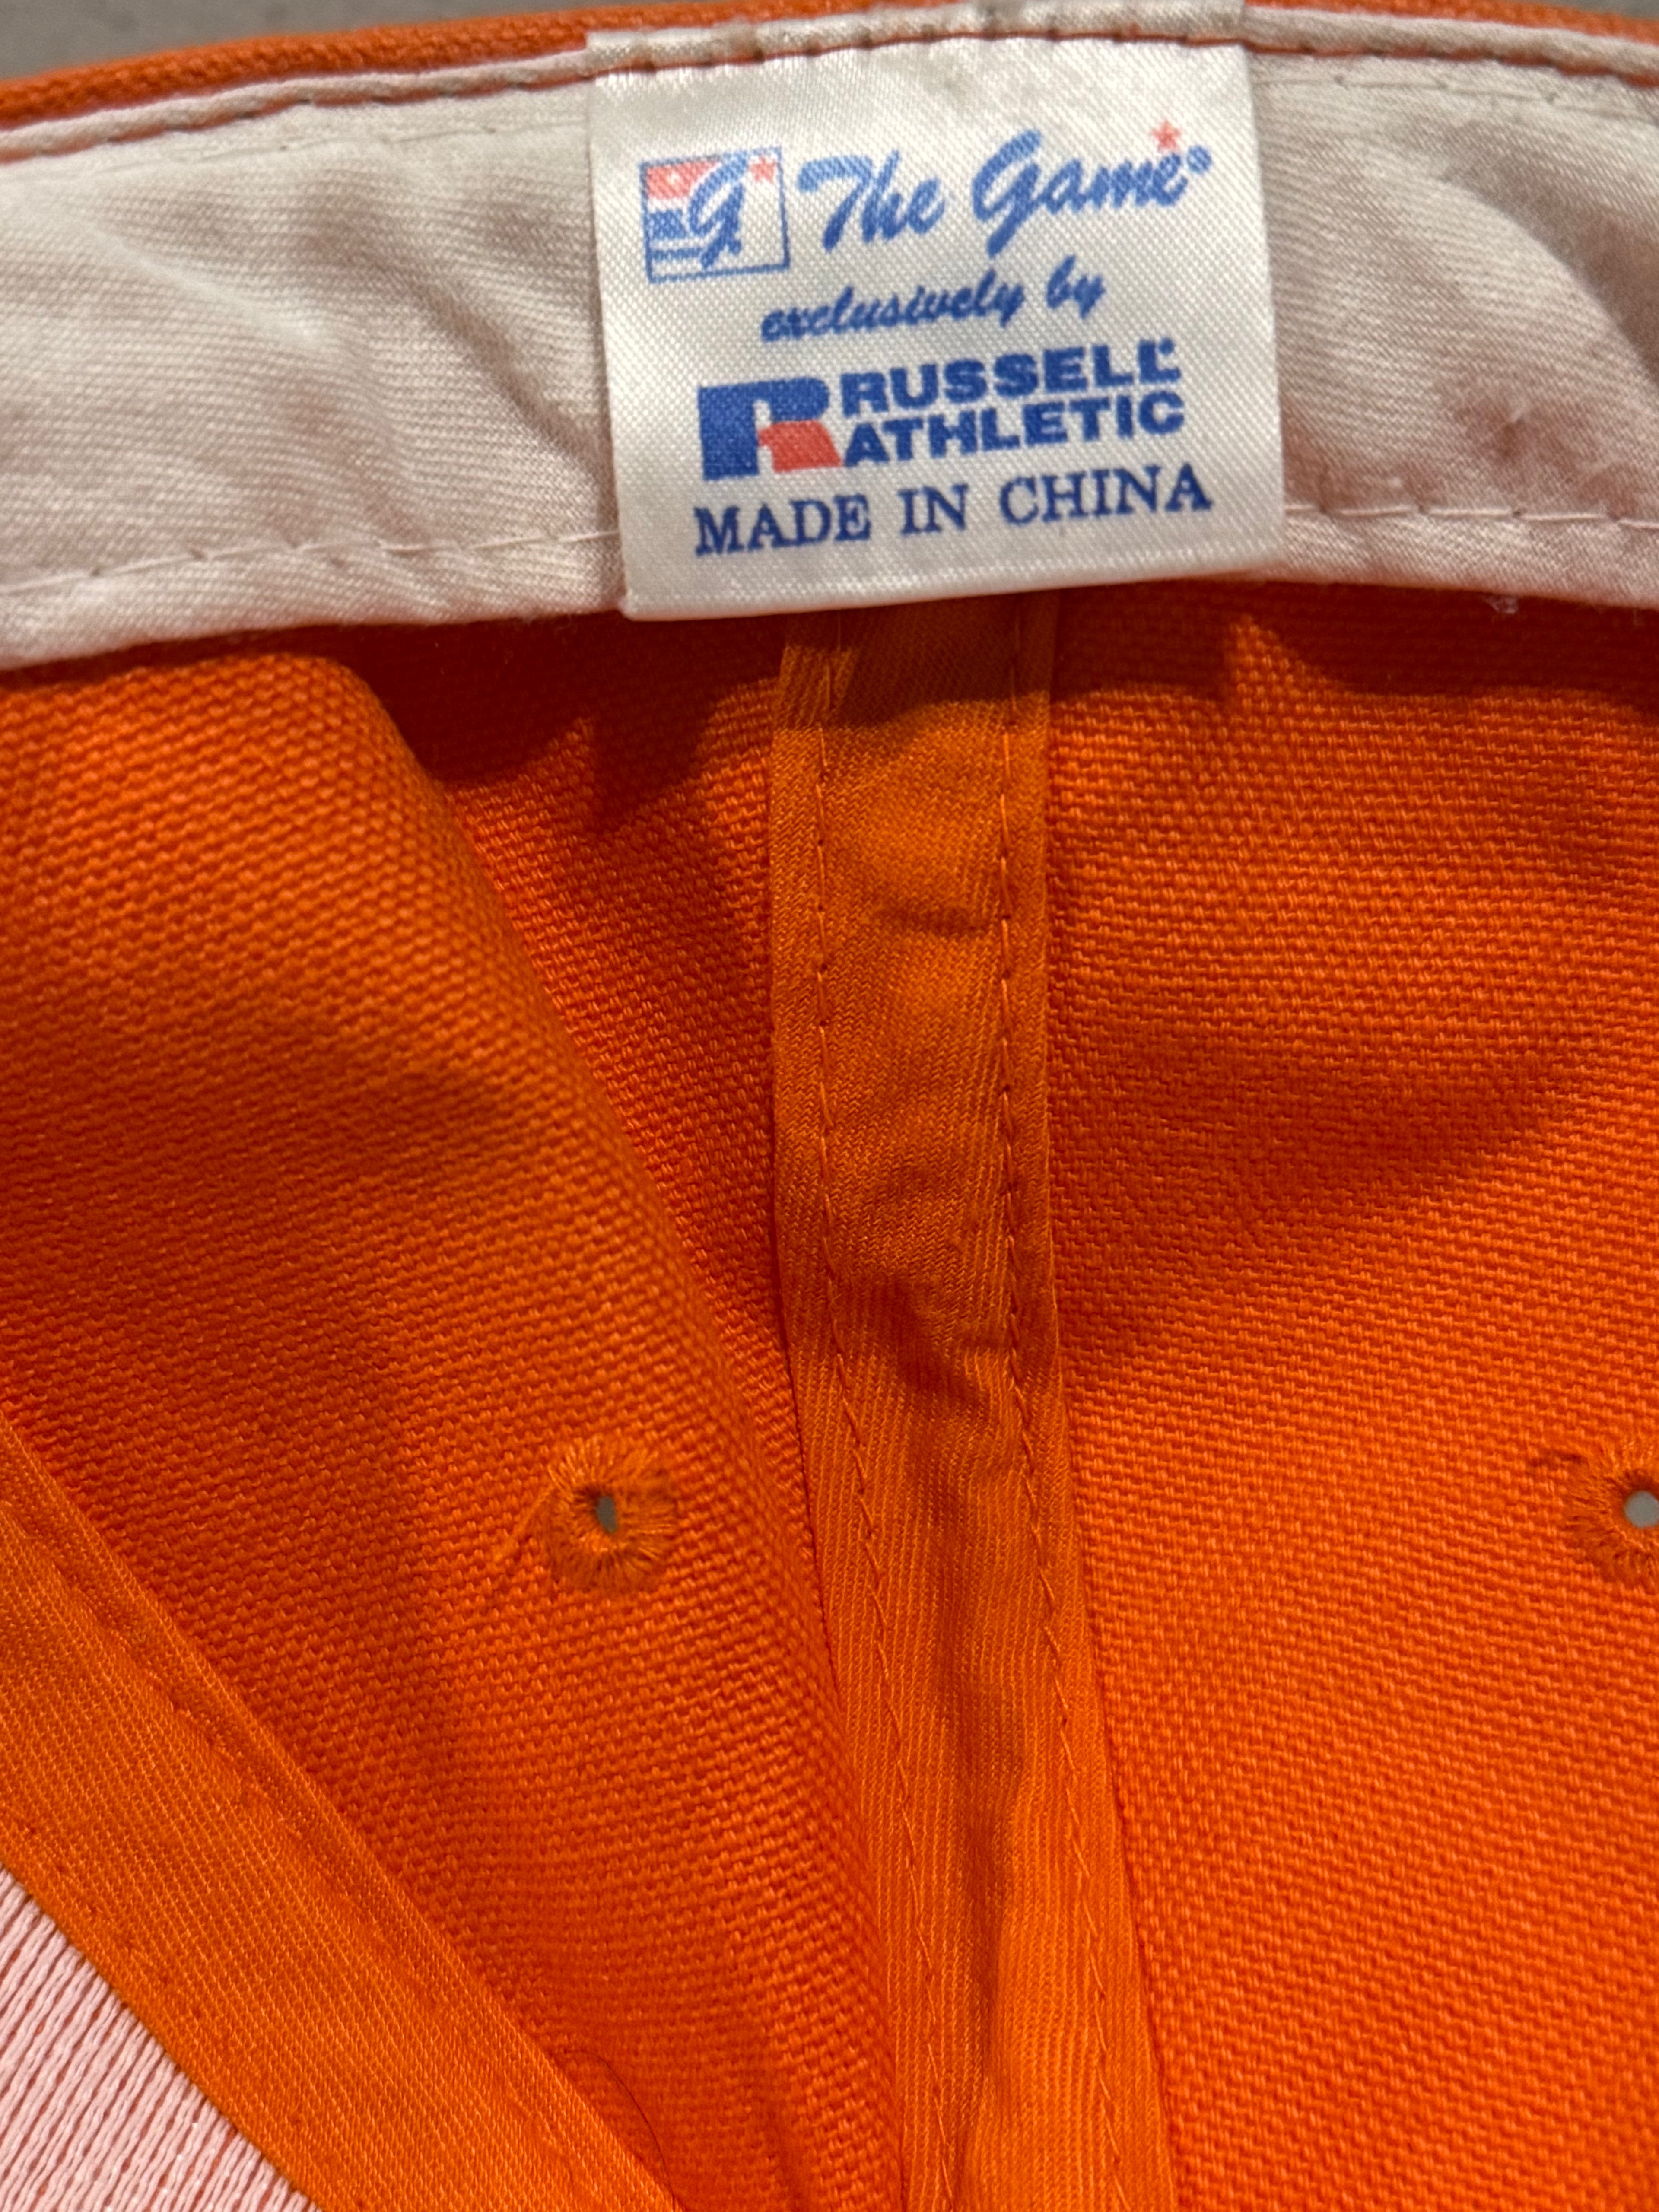 G The Game®
exclusively by
R RUSSELL®
ATHLETIC
MADE IN CHINA